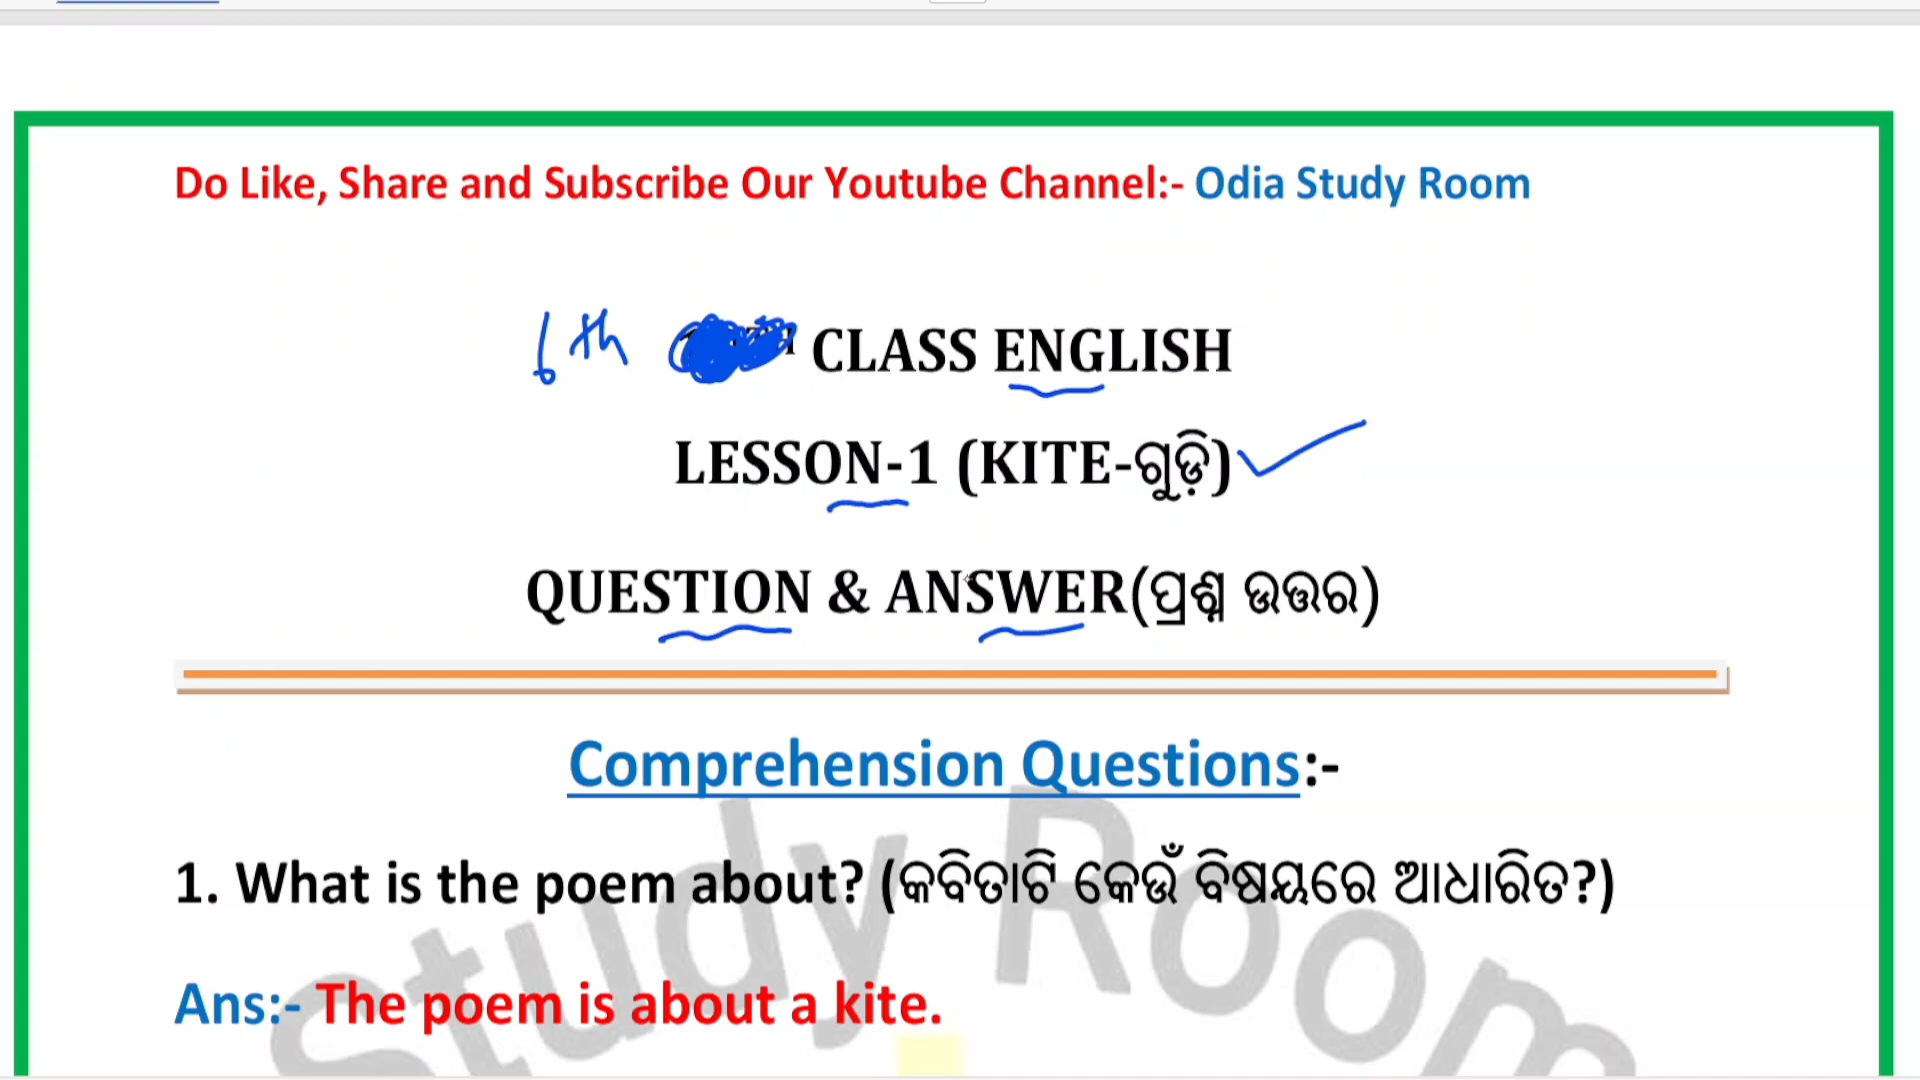 Do Like, Share and Subscribe Our Youtube Channel:- Odia Study Room
6th CLASS ENGLISH
LESSON-1 (KITE-ଗୁଡ଼ି)
QUESTION & ANSWER(ପ୍ରଶ୍ନ ଉତ୍ତର)
Comprehension Questions:-
1. What is the poem about? (କବିତାଟି କେଉଁ ବିଷୟରେ ଆଧାରିତ?)
Ans:- The poem is about a kite.
Study Room